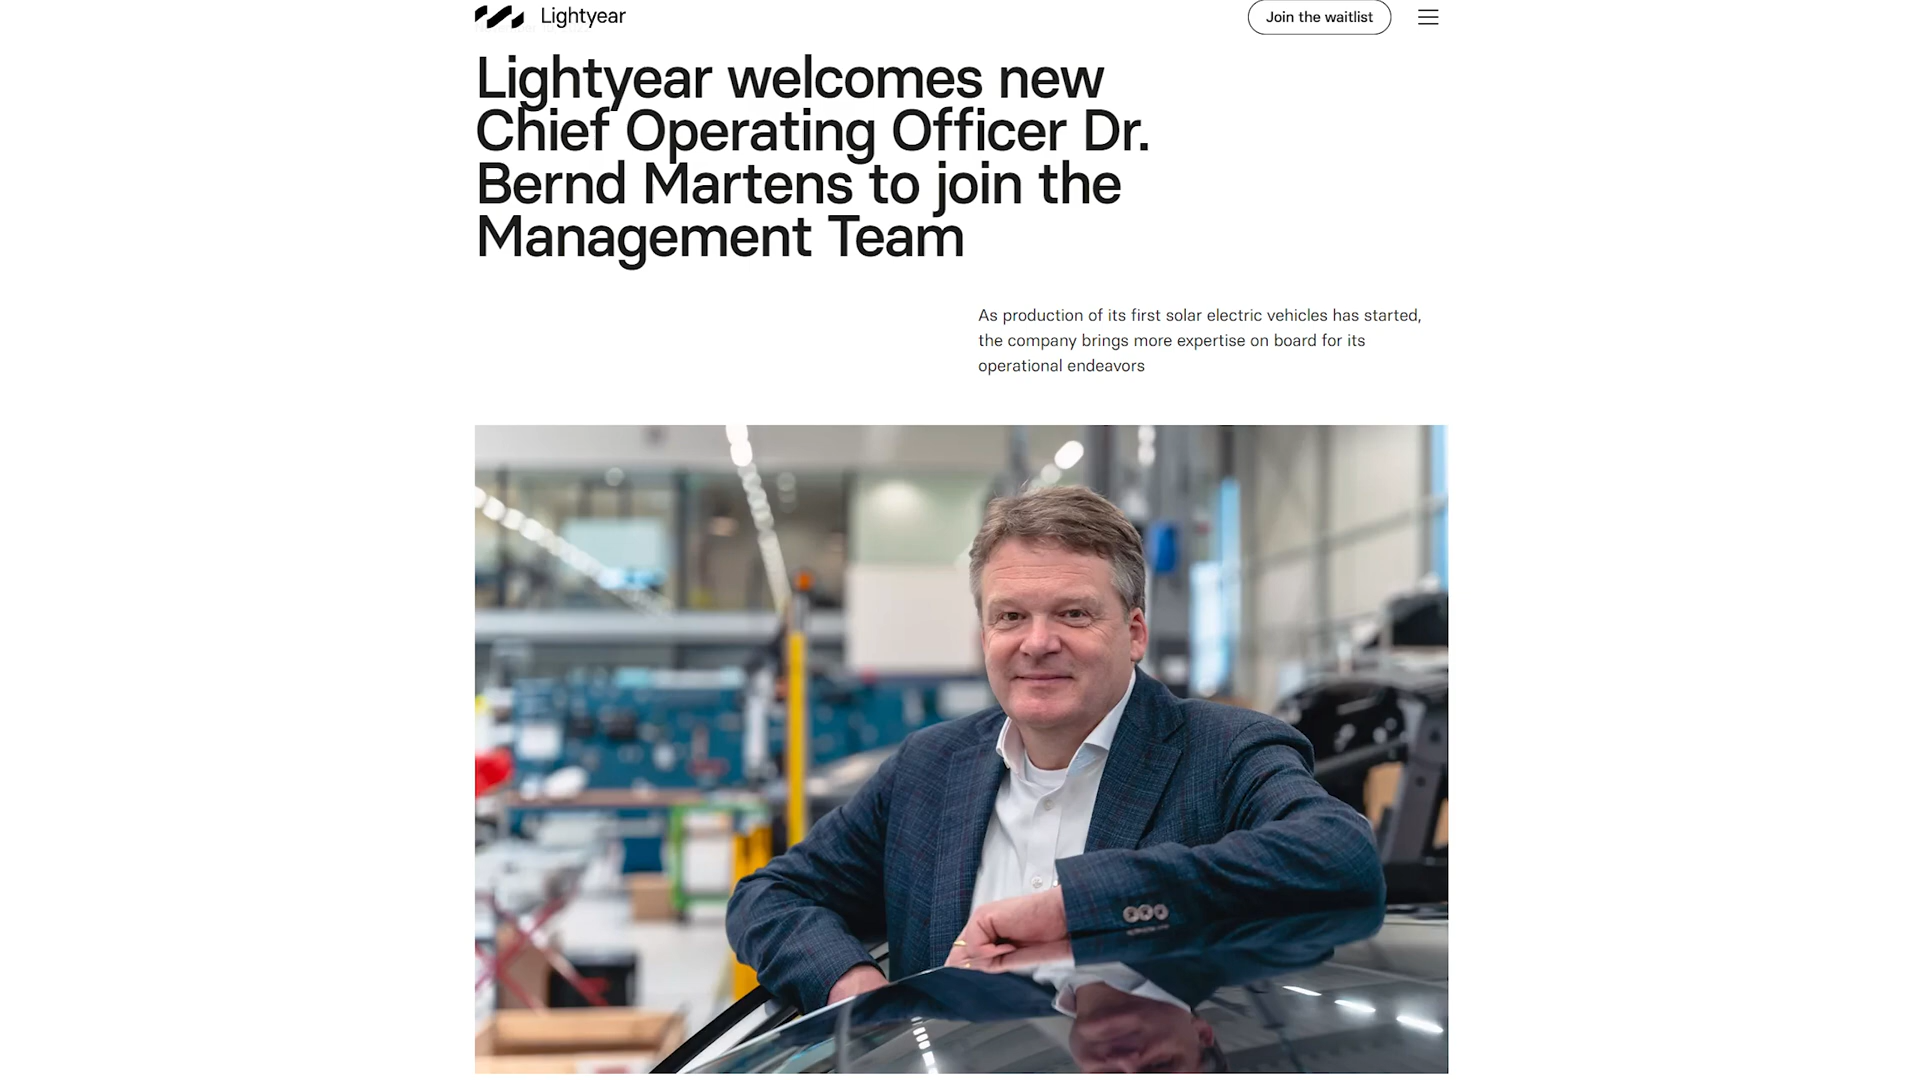 Lightyear
Join the waitlist
Lightyear welcomes new
Chief Operating Officer Dr.
Bernd Martens to join the
Management Team
As production of its first solar electric vehicles has started,
the company brings more expertise on board for its
operational endeavors